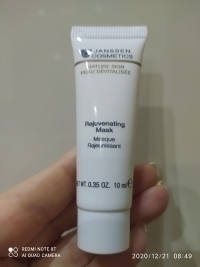 JANSSEN
COSMETICS
MATURE SKIN
PEAU DÉVITALISÉE
Rejuvenating
Mask
Masque
Rajeunissant
NET WT. 0.35 OZ. 10 ml e
REDMI NOTE 8T
AI QUAD CAMERA
2020/12/21 08:49